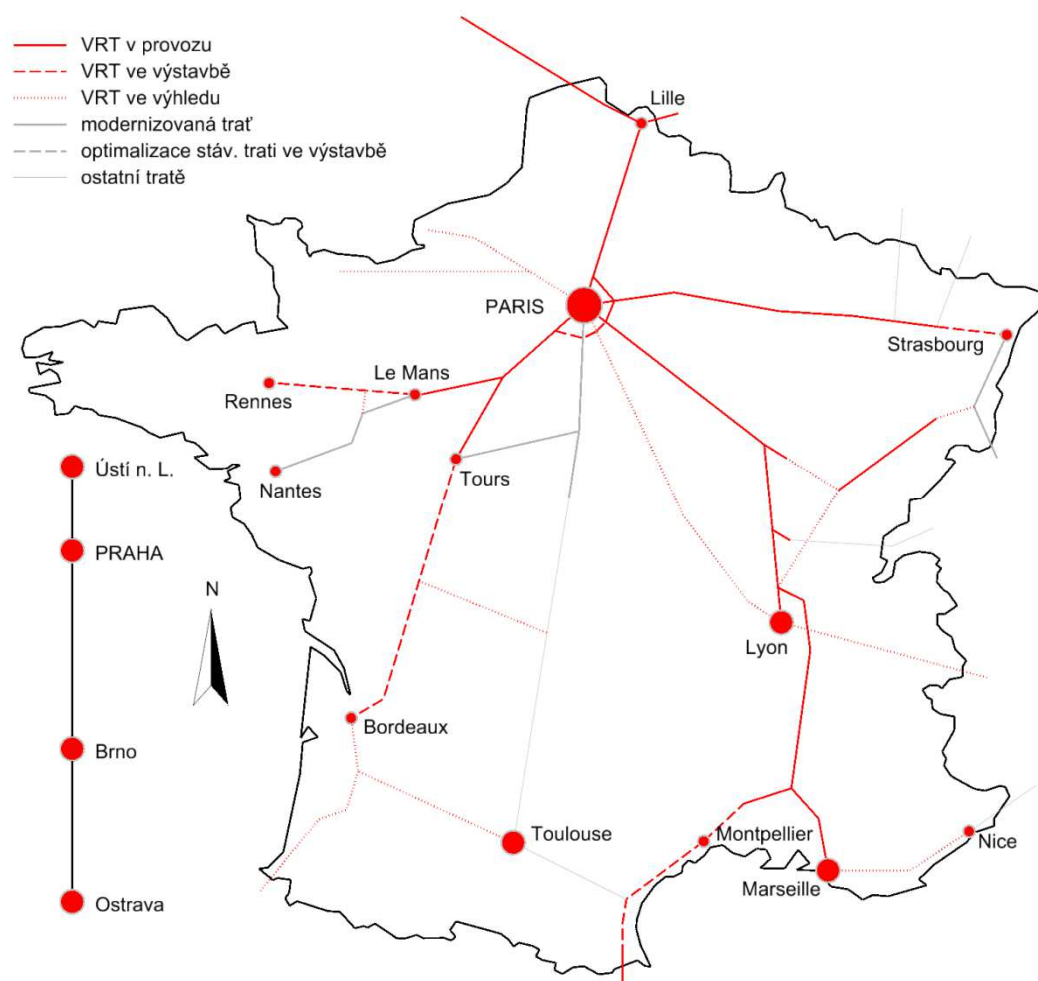 VRT v provozu
VRT ve výstavbě
VRT ve výhledu
modernizovaná trať
optimalizace stáv. trati ve výstavbě
ostatní tratě
Lille
PARIS
Strasbourg
Le Mans
Rennes
Nantes
Tours
Ústí n. L.
PRAHA
N
Lyon
Bordeaux
Brno
Toulouse
Montpellier
Nice
Marseille
Ostrava